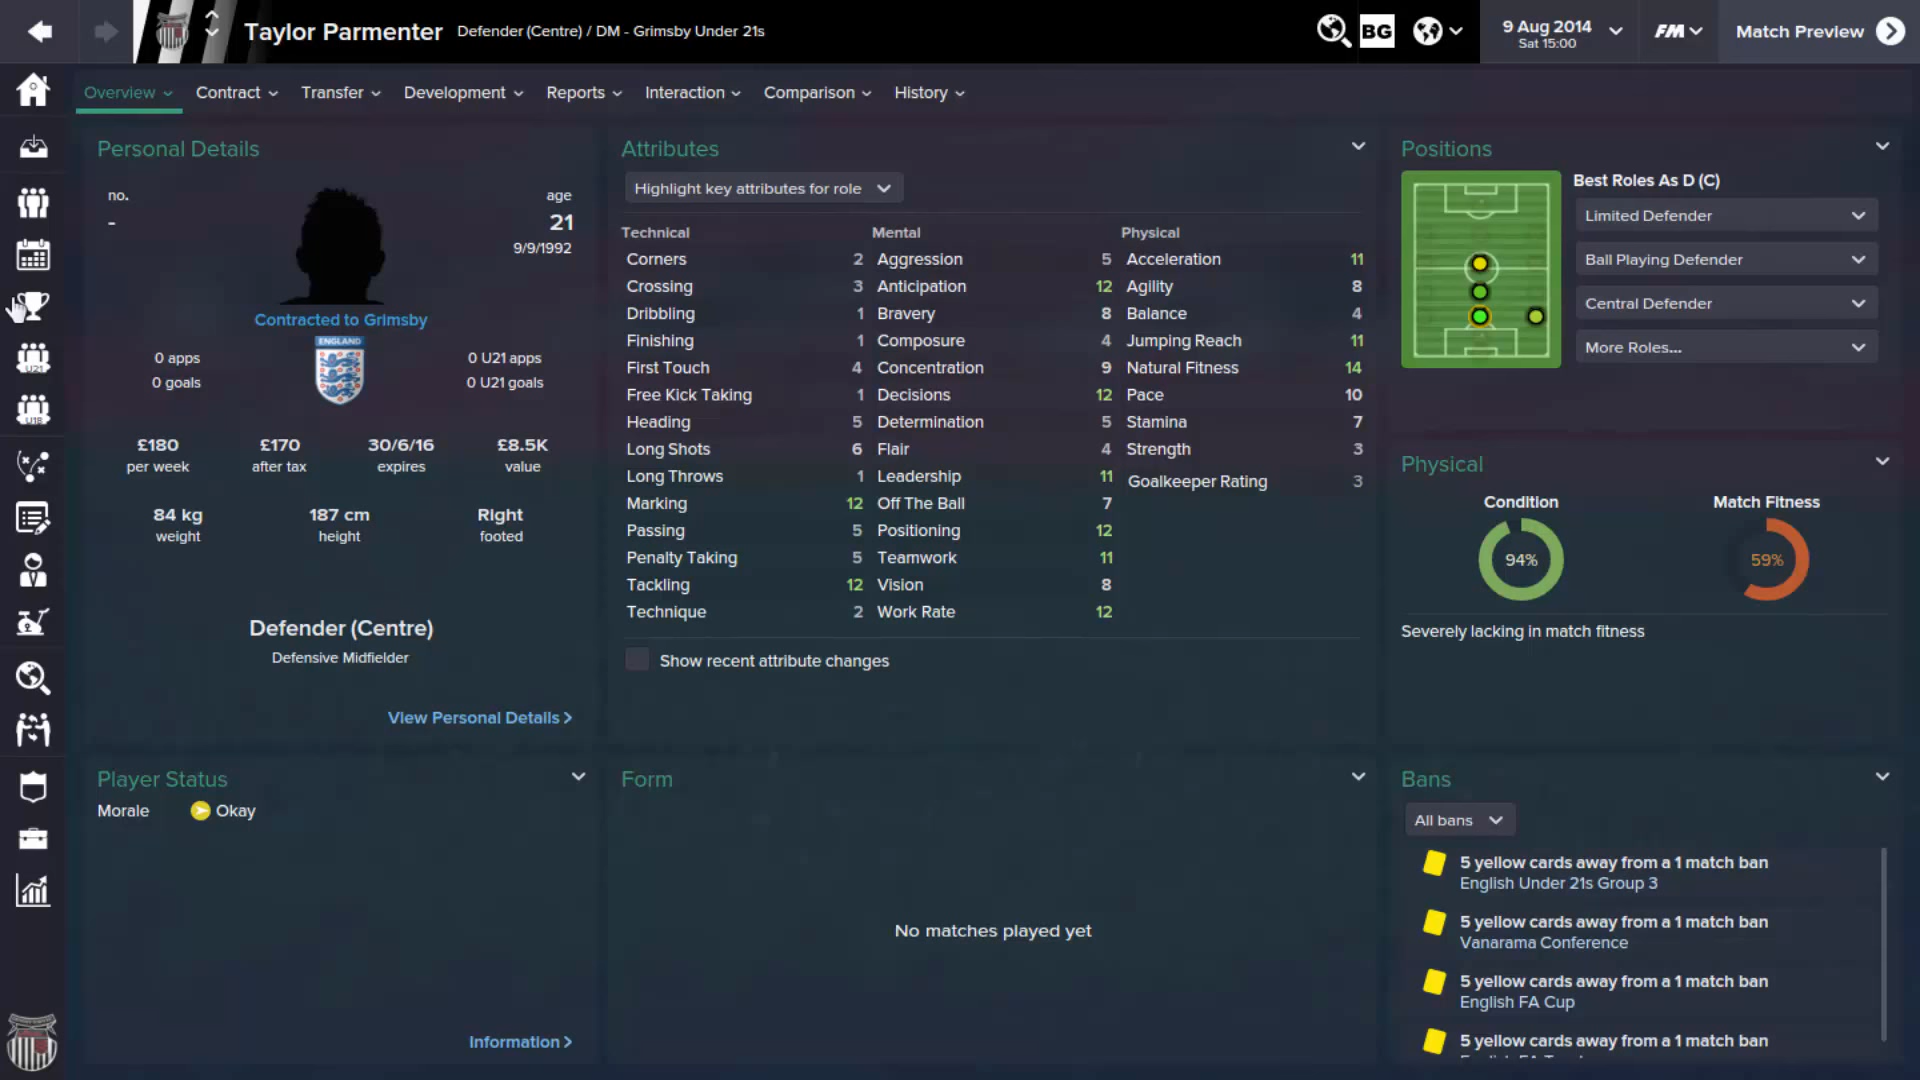 Taylor Parmenter
Defender (Centre) / DM - Grimsby Under 21s
BG
9 Aug 2014
Sat 15:00
FM
Match Preview
Overview
Contract
Transfer
Development
Reports
Interaction
Comparison
History
Personal Details
no.
-
age
21
9/9/1992
Contracted to Grimsby
ENGLAND
0 apps
0 goals
0 U21 apps
0 U21 goals
£180
per week
£170
after tax
30/6/16
expires
£8.5K
value
84 kg
weight
187 cm
height
Right
footed
Defender (Centre)
Defensive Midfielder
View Personal Details
Attributes
Highlight key attributes for role
Technical
Corners 2
Crossing 3
Dribbling 1
Finishing 1
First Touch 4
Free Kick Taking 1
Heading 5
Long Shots 6
Long Throws 1
Marking 12
Passing 5
Penalty Taking 5
Tackling 12
Technique 2
Mental
Aggression 5
Anticipation 12
Bravery 8
Composure 4
Concentration 9
Decisions 12
Determination 5
Flair 4
Leadership 11
Off The Ball 7
Positioning 12
Teamwork 11
Vision 8
Work Rate 12
Physical
Acceleration 11
Agility 8
Balance 4
Jumping Reach 11
Natural Fitness 14
Pace 10
Stamina 7
Strength 3
Goalkeeper Rating 3
Show recent attribute changes
Positions
Best Roles As D (C)
Limited Defender
Ball Playing Defender
Central Defender
More Roles...
Physical
Condition
94%
Match Fitness
59%
Severely lacking in match fitness
Player Status
Morale
Okay
Information
Form
No matches played yet
Bans
All bans
5 yellow cards away from a 1 match ban
English Under 21s Group 3
5 yellow cards away from a 1 match ban
Vanarama Conference
5 yellow cards away from a 1 match ban
English FA Cup
5 yellow cards away from a 1 match ban
U21
U18